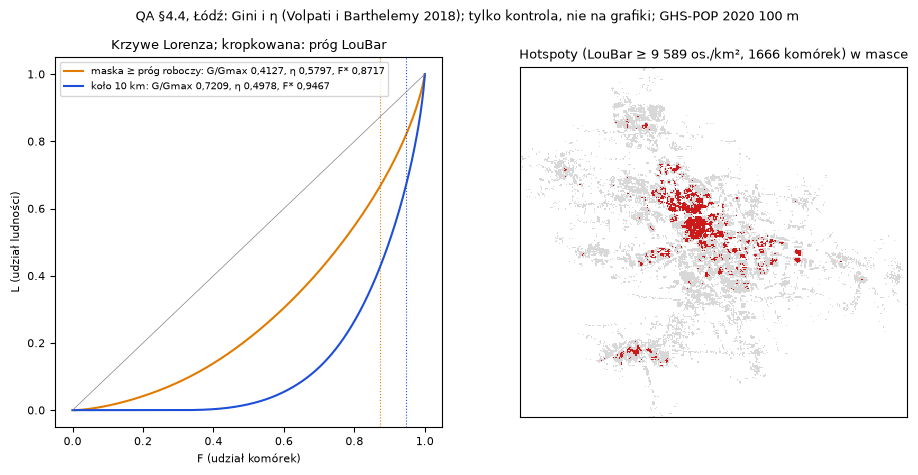 QA §4.4, Łódź: Gini i η (Volpati i Barthelemy 2018); tylko kontrola, nie na grafiki; GHS-POP 2020 100 m
Krzywe Lorenza; kropkowana: próg LouBar
maska ≥ próg roboczy: G/Gmax 0,4127, η 0,5797, F* 0,8717
koło 10 km: G/Gmax 0,7209, η 0,4978, F* 0,9467
1.0
0.8
0.6
0.4
0.2
0.0
L (udział ludności)
0.0 0.2 0.4 0.6 0.8 1.0
F (udział komórek)
Hotspoty (LouBar ≥ 9 589 os./km², 1666 komórek) w masce